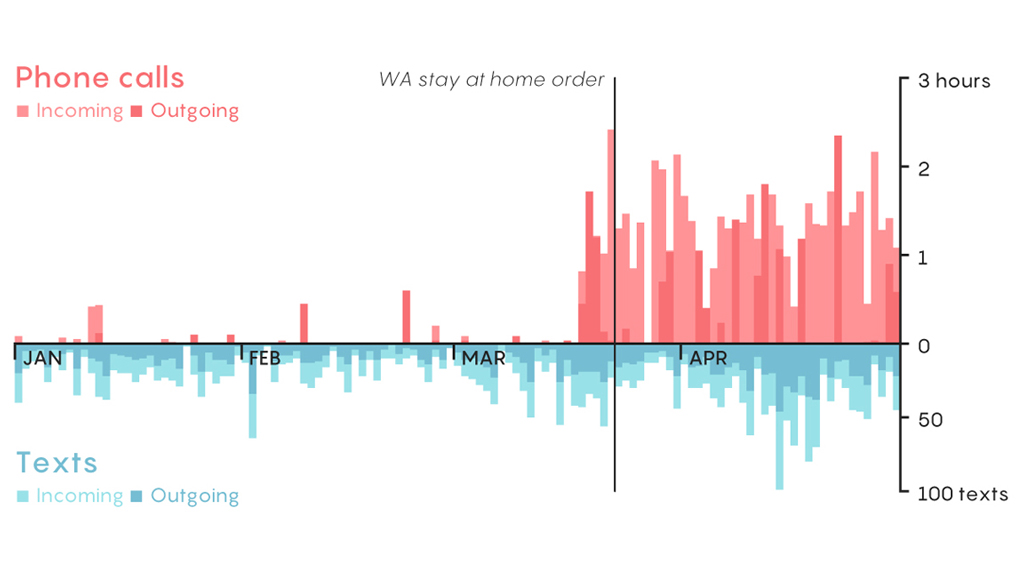 Phone calls
Incoming Outgoing
WA stay at home order
3 hours
2
1
0
JAN FEB MAR APR
50
100 texts
Texts
Incoming Outgoing